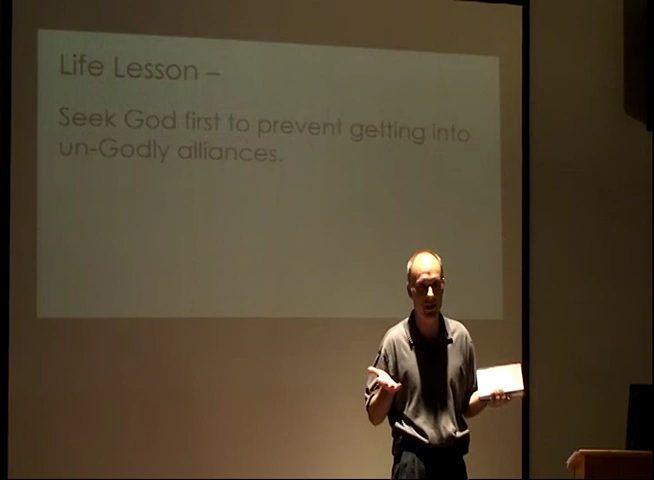 Life Lesson –
Seek God first to prevent getting into
un-Godly alliances.